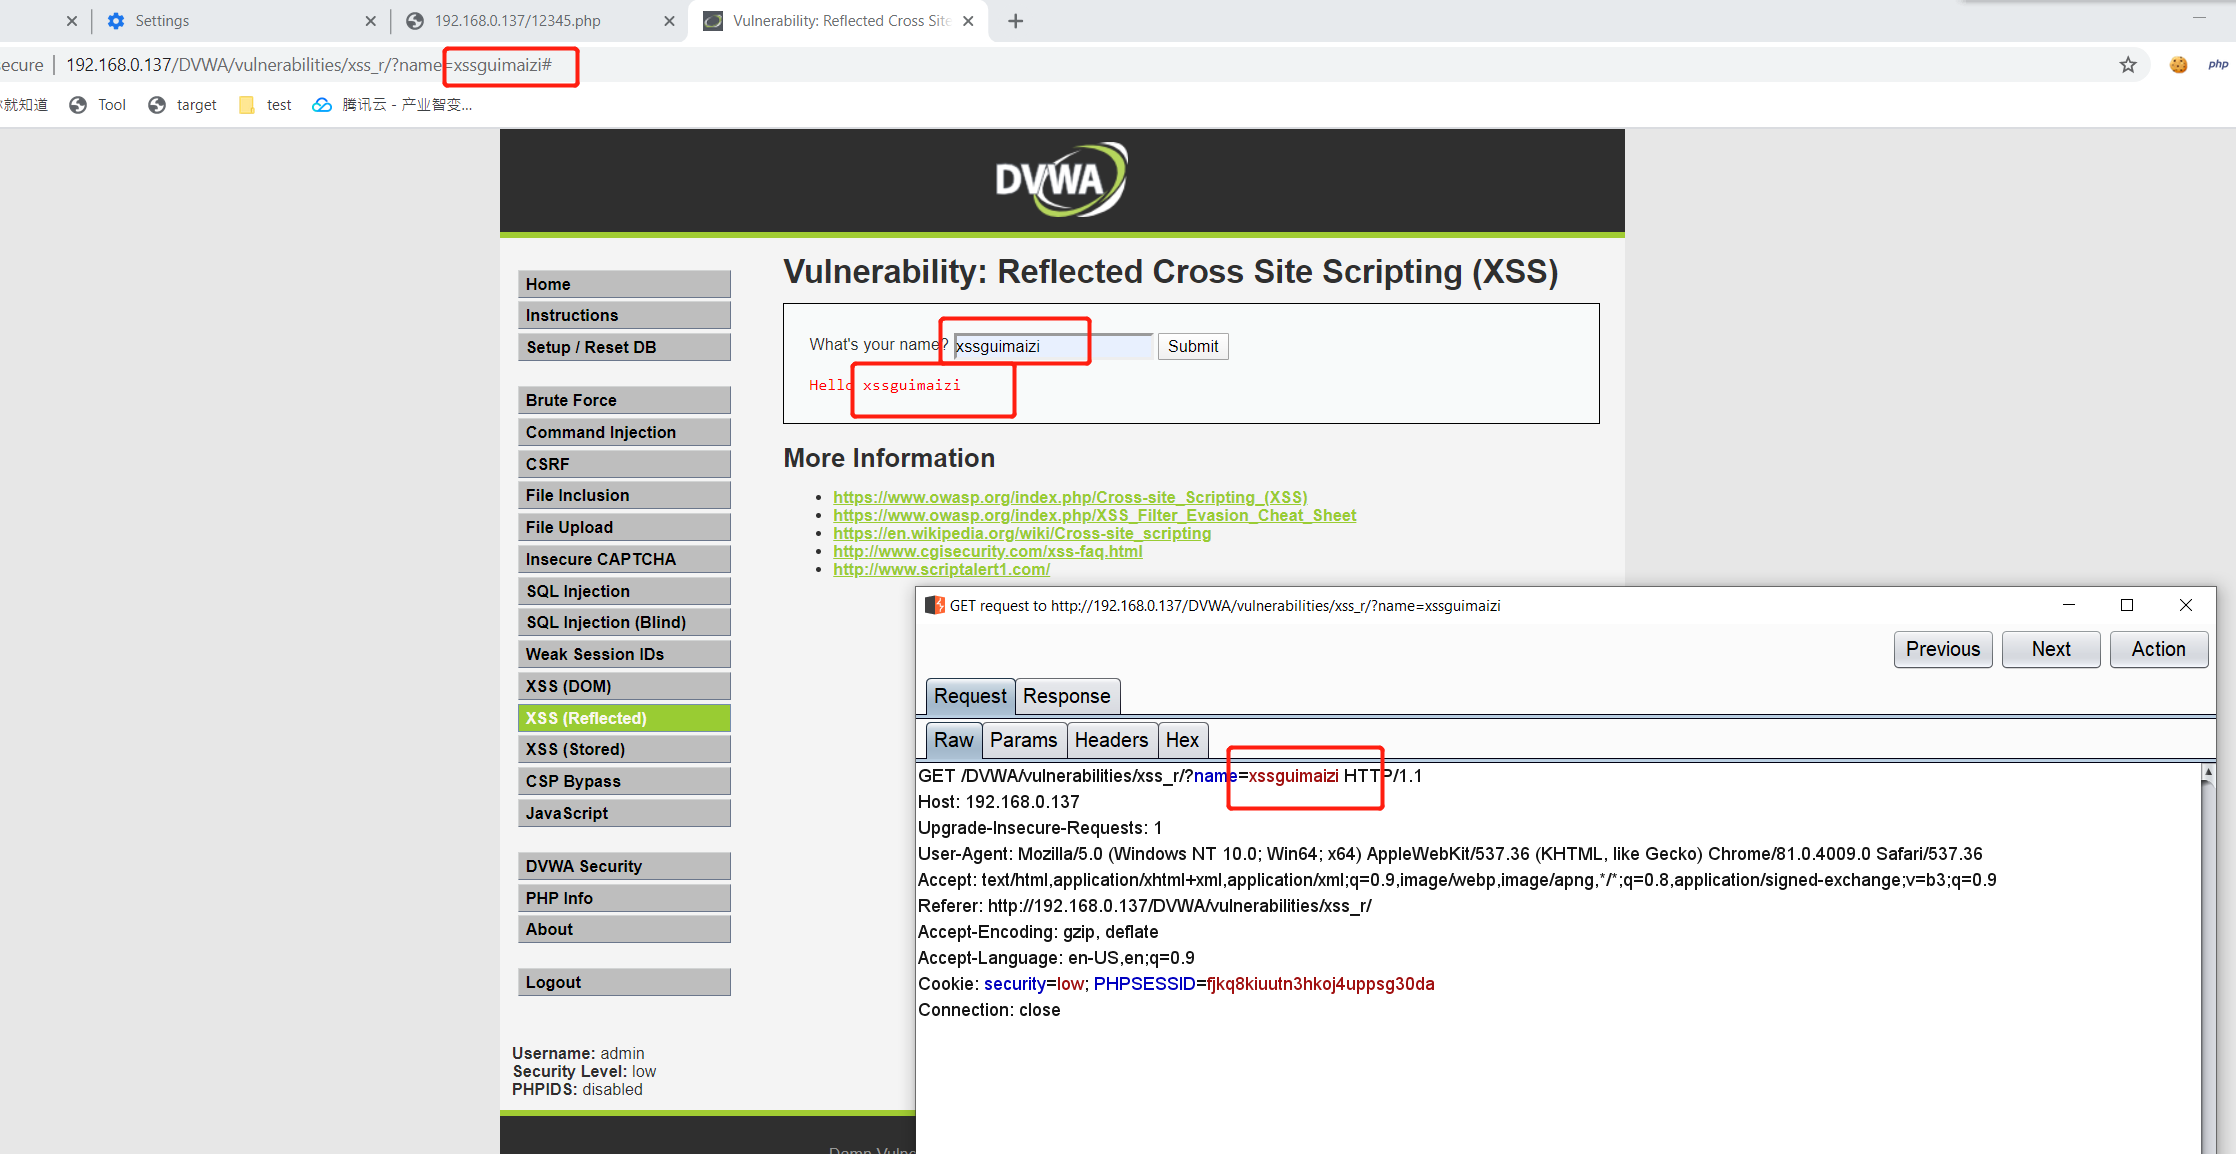 Settings
192.168.0.137/12345.php
Vulnerability: Reflected Cross Site
ecure | 192.168.0.137/DVWA/vulnerabilities/xss_r/?name=xssguimaizi#
php
就知道
Tool
target
test
腾讯云 - 产业智变...
DVWA
Home
Instructions
Setup / Reset DB
Brute Force
Command Injection
CSRF
File Inclusion
File Upload
Insecure CAPTCHA
SQL Injection
SQL Injection (Blind)
Weak Session IDs
XSS (DOM)
XSS (Reflected)
XSS (Stored)
CSP Bypass
JavaScript
DVWA Security
PHP Info
About
Logout
Username: admin
Security Level: low
PHPIDS: disabled
Vulnerability: Reflected Cross Site Scripting (XSS)
What's your name? xssguimaizi Submit
Hello xssguimaizi
More Information
https://www.owasp.org/index.php/Cross-site_Scripting_(XSS)
https://www.owasp.org/index.php/XSS_Filter_Evasion_Cheat_Sheet
https://en.wikipedia.org/wiki/Cross-site_scripting
http://www.cgisecurity.com/xss-faq.html
http://www.scriptalert1.com/
GET request to http://192.168.0.137/DVWA/vulnerabilities/xss_r/?name=xssguimaizi
Previous Next Action
Request Response
Raw Params Headers Hex
GET /DVWA/vulnerabilities/xss_r/?name=xssguimaizi HTTP/1.1
Host: 192.168.0.137
Upgrade-Insecure-Requests: 1
User-Agent: Mozilla/5.0 (Windows NT 10.0; Win64; x64) AppleWebKit/537.36 (KHTML, like Gecko) Chrome/81.0.4009.0 Safari/537.36
Accept: text/html,application/xhtml+xml,application/xml;q=0.9,image/webp,image/apng,*/*;q=0.8,application/signed-exchange;v=b3;q=0.9
Referer: http://192.168.0.137/DVWA/vulnerabilities/xss_r/
Accept-Encoding: gzip, deflate
Accept-Language: en-US,en;q=0.9
Cookie: security=low; PHPSESSID=fjkq8kiuutn3hkoj4uppsg30da
Connection: close